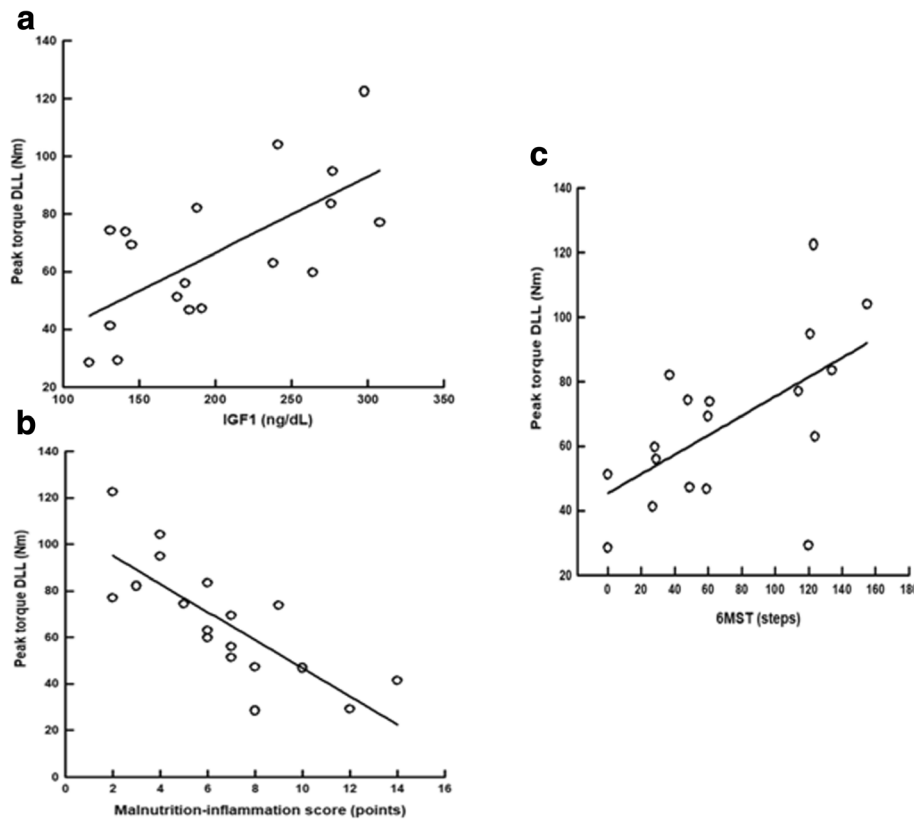 a
140
120
100
80
60
40
20
Peak torque DLL (Nm)
100 150 200 250 300 350
IGF1 (ng/dL)
b
140
120
100
80
60
40
20
0
Peak torque DLL (Nm)
0 2 4 6 8 10 12 14 16
Malnutrition-inflammation score (points)
c
140
120
100
80
60
40
20
Peak torque DLL (Nm)
0 20 40 60 80 100 120 140 160 180
6MST (steps)